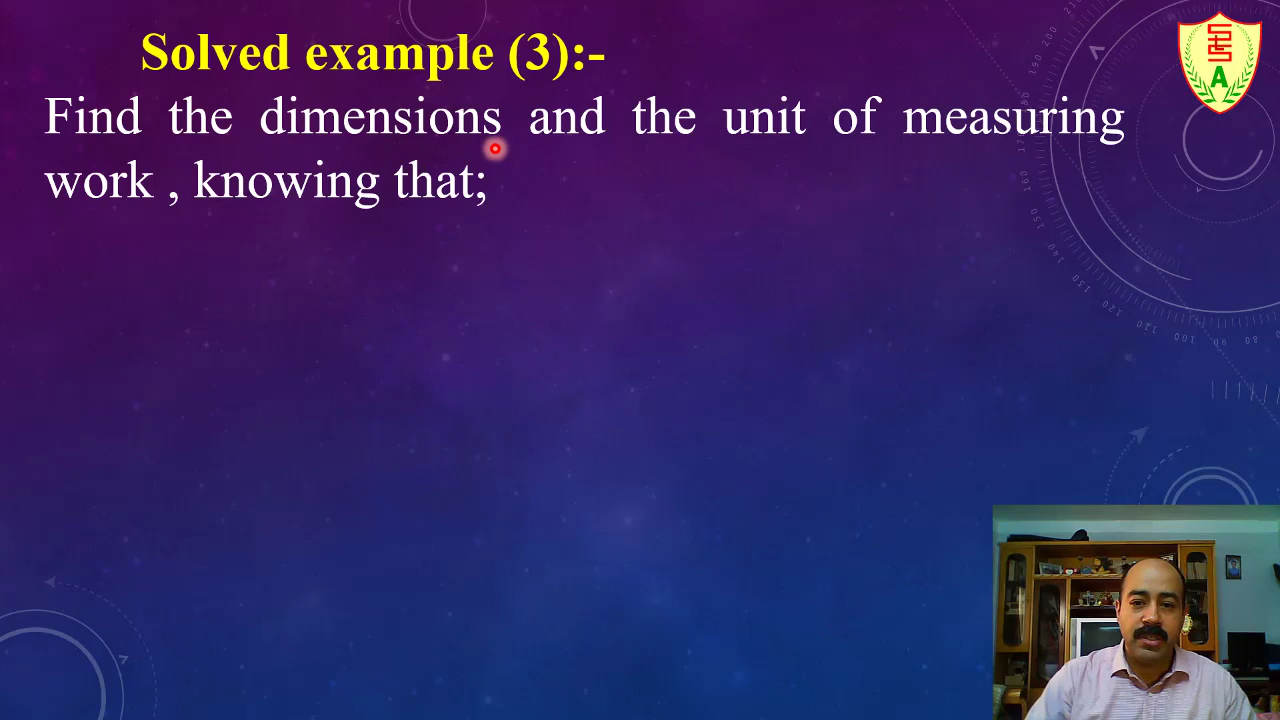 Solved example (3):-
Find the dimensions and the unit of measuring
work , knowing that;